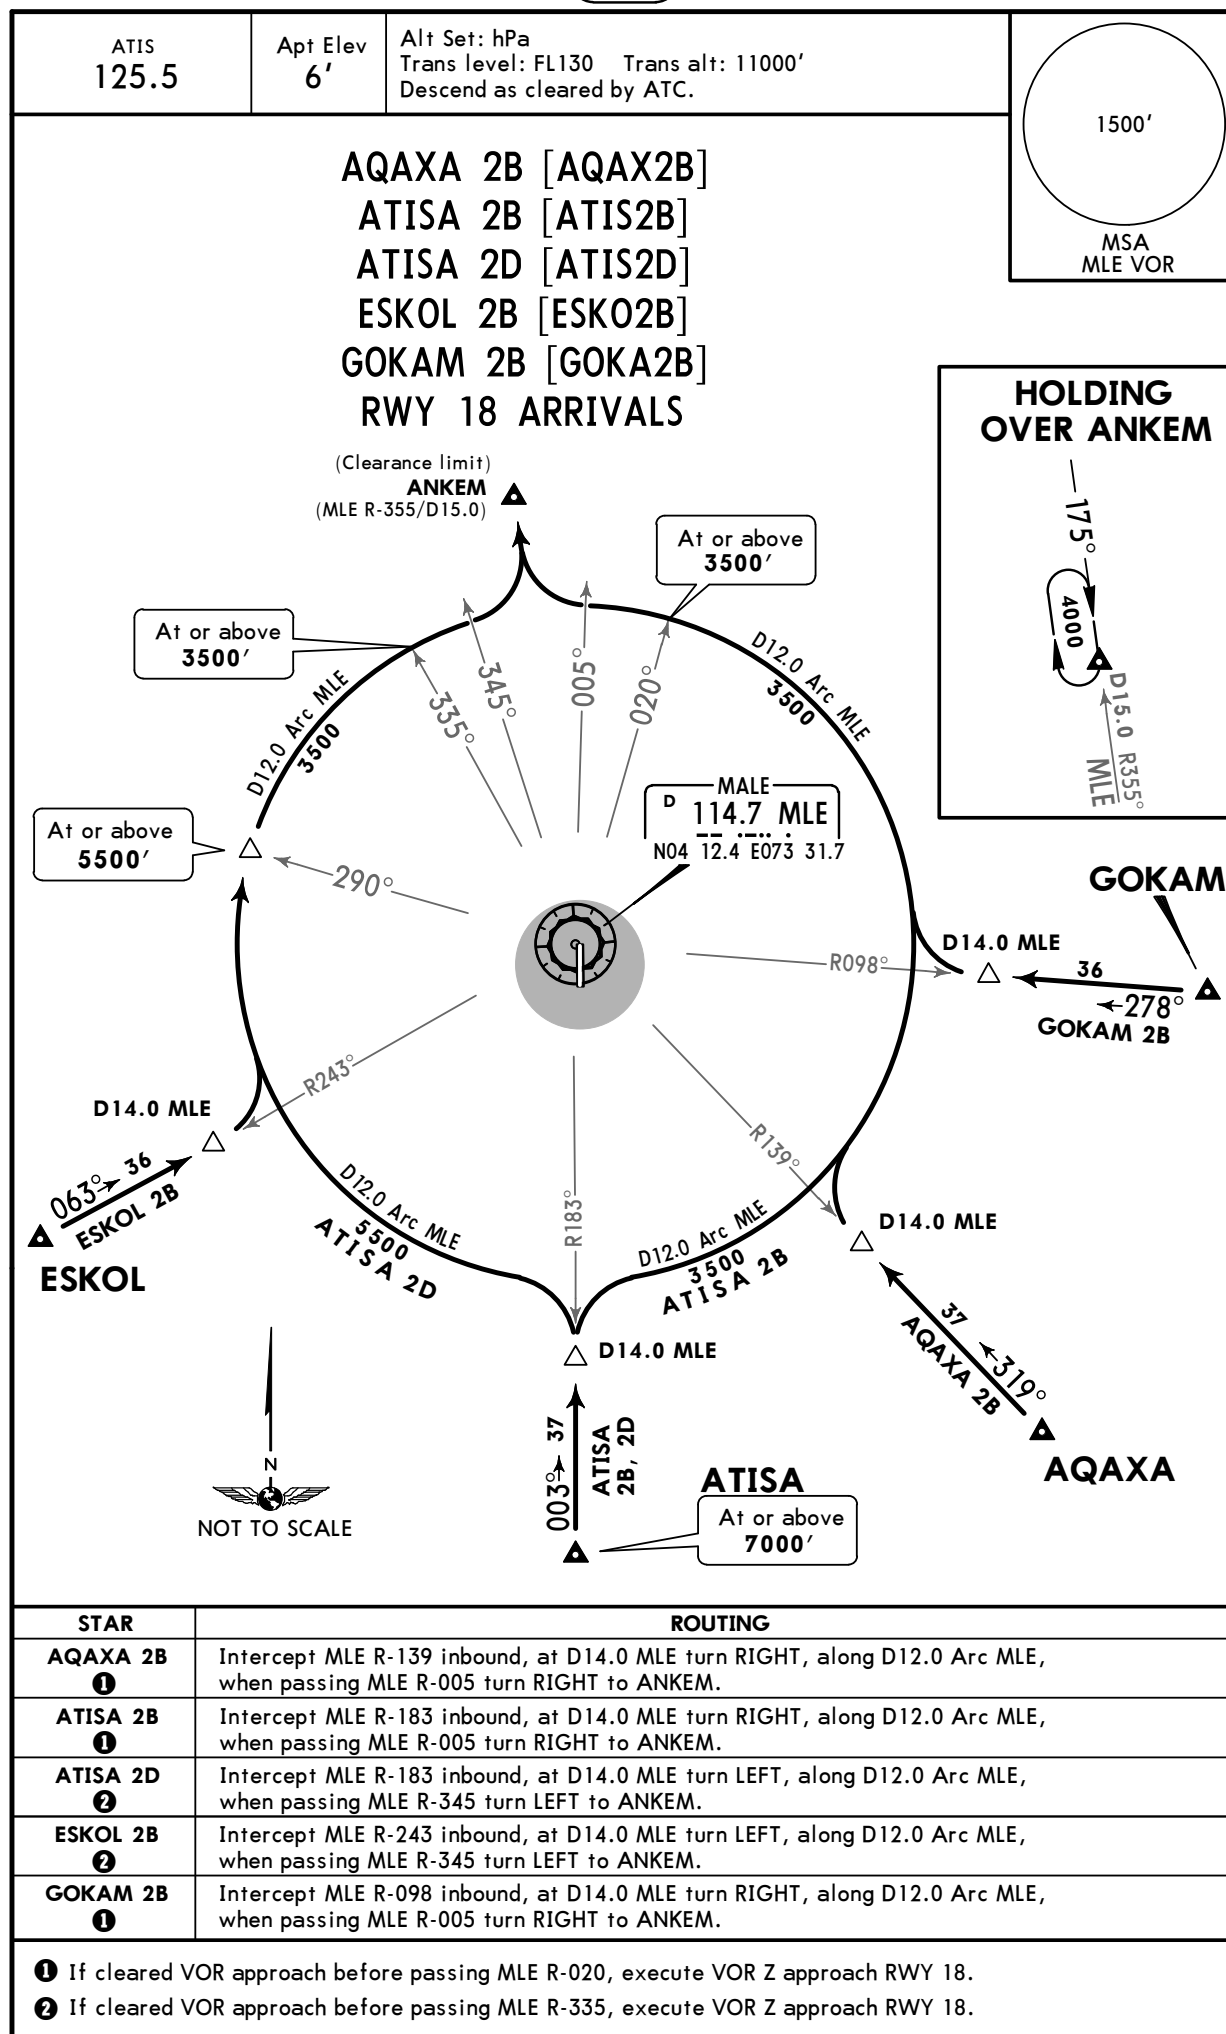 ATIS
125.5
Apt Elev
6'
Alt Set: hPa
Trans level: FL130 Trans alt: 11000'
Descend as cleared by ATC.
1500'
MSA
MLE VOR
AQAXA 2B [AQAX2B]
ATISA 2B [ATIS2B]
ATISA 2D [ATIS2D]
ESKOL 2B [ESKO2B]
GOKAM 2B [GOKA2B]
RWY 18 ARRIVALS
HOLDING
OVER ANKEM
175°
4000
D15.0 R355°
MLE
(Clearance limit)
ANKEM
(MLE R-355/D15.0)
At or above
3500'
At or above
3500'
D12.0 Arc MLE
3500
D12.0 Arc MLE
3500
335°
345°
005°
020°
MALE
D 114.7 MLE
N04 12.4 E073 31.7
At or above
5500'
290°
GOKAM
D14.0 MLE
R098°
36
278°
GOKAM 2B
R243°
D14.0 MLE
063° 36
ESKOL 2B
ESKOL
R139°
R183°
D12.0 Arc MLE
5500
ATISA 2D
D12.0 Arc MLE
3500
ATISA 2B
D14.0 MLE
37
319°
AQAXA 2B
AQAXA
D14.0 MLE
003° 37
ATISA
2B, 2D
ATISA
At or above
7000'
N
NOT TO SCALE
STAR
ROUTING
AQAXA 2B
1
Intercept MLE R-139 inbound, at D14.0 MLE turn RIGHT, along D12.0 Arc MLE,
when passing MLE R-005 turn RIGHT to ANKEM.
ATISA 2B
1
Intercept MLE R-183 inbound, at D14.0 MLE turn RIGHT, along D12.0 Arc MLE,
when passing MLE R-005 turn RIGHT to ANKEM.
ATISA 2D
2
Intercept MLE R-183 inbound, at D14.0 MLE turn LEFT, along D12.0 Arc MLE,
when passing MLE R-345 turn LEFT to ANKEM.
ESKOL 2B
2
Intercept MLE R-243 inbound, at D14.0 MLE turn LEFT, along D12.0 Arc MLE,
when passing MLE R-345 turn LEFT to ANKEM.
GOKAM 2B
1
Intercept MLE R-098 inbound, at D14.0 MLE turn RIGHT, along D12.0 Arc MLE,
when passing MLE R-005 turn RIGHT to ANKEM.
1 If cleared VOR approach before passing MLE R-020, execute VOR Z approach RWY 18.
2 If cleared VOR approach before passing MLE R-335, execute VOR Z approach RWY 18.